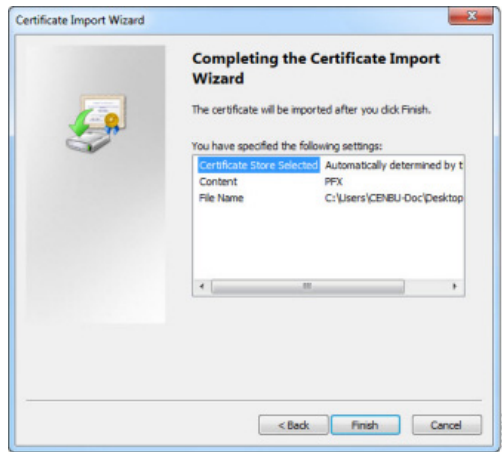 Certificate Import Wizard
Completing the Certificate Import
Wizard
The certificate will be imported after you click Finish.
You have specified the following settings:
Certificate Store Selected Automatically determined by t
Content PFX
File Name C:\Users\CENBU-Doc\Desktop
< Back Finish Cancel